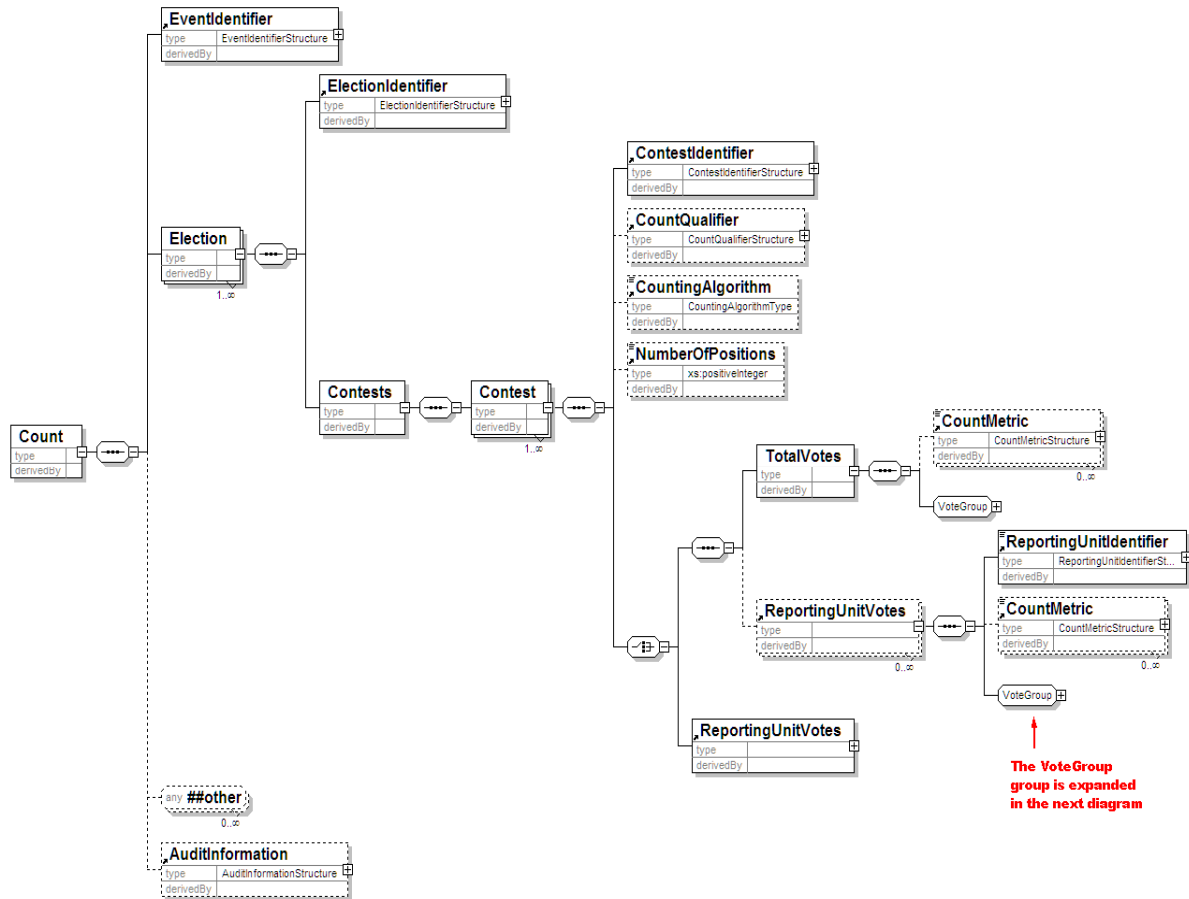 EventIdentifier
type EventIdentifierStructure
derivedBy
ElectionIdentifier
type ElectionIdentifierStructure
derivedBy
ContestIdentifier
type ContestIdentifierStructure
derivedBy
CountQualifier
type CountQualifierStructure
derivedBy
Election
type
derivedBy
1..∞
CountingAlgorithm
type CountingAlgorithmType
derivedBy
NumberOfPositions
type xs:positiveInteger
derivedBy
Contests
type
derivedBy
Contest
type
derivedBy
1..∞
Count
type
derivedBy
TotalVotes
type
derivedBy
CountMetric
type CountMetricStructure
derivedBy
0..∞
VoteGroup
ReportingUnitIdentifier
type ReportingUnitIdentifierSt...
derivedBy
ReportingUnitVotes
type
derivedBy
0..∞
CountMetric
type CountMetricStructure
derivedBy
0..∞
VoteGroup
ReportingUnitVotes
type
derivedBy
The VoteGroup
group is expanded
in the next diagram
any ##other
0..∞
AuditInformation
type AuditInformationStructure
derivedBy